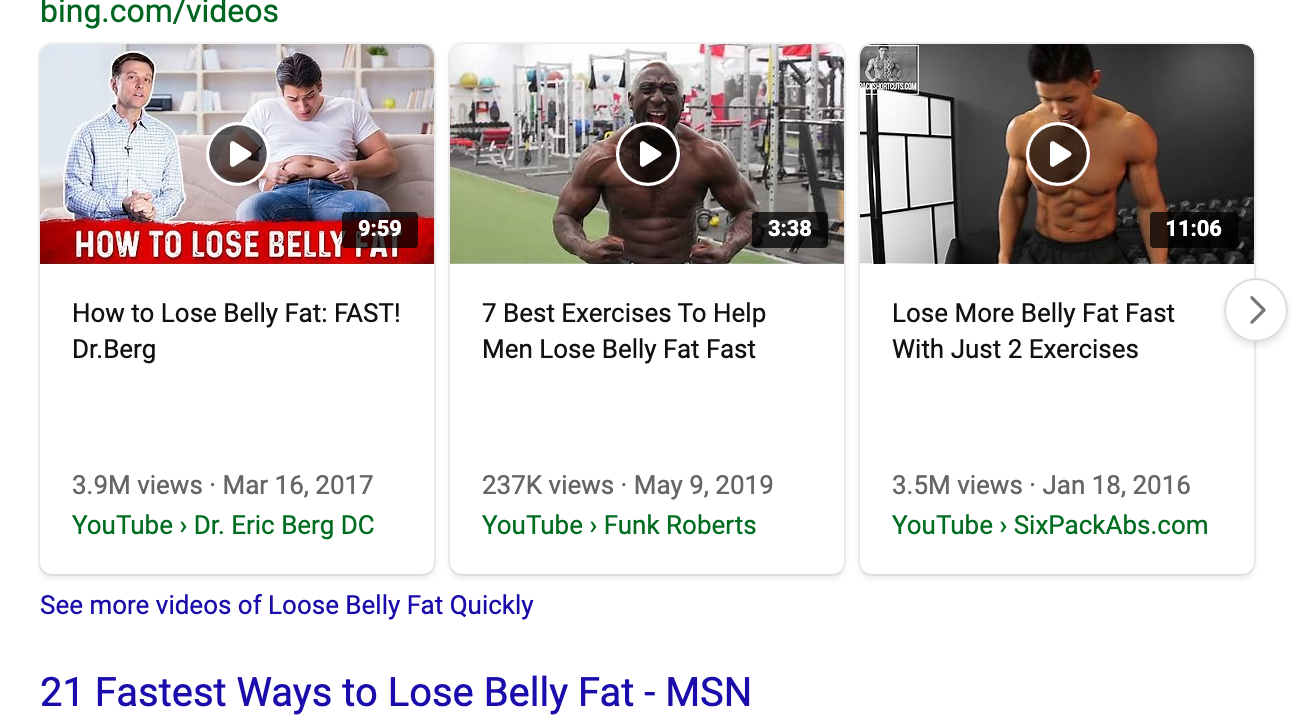 bing.com/videos
HOW TO LOSE BELLY FAT
9:59
3:38
PACKSHORTCUTS.COM
11:06
How to Lose Belly Fat: FAST!
Dr.Berg
3.9M views · Mar 16, 2017
YouTube › Dr. Eric Berg DC
7 Best Exercises To Help
Men Lose Belly Fat Fast
237K views · May 9, 2019
YouTube › Funk Roberts
Lose More Belly Fat Fast
With Just 2 Exercises
3.5M views · Jan 18, 2016
YouTube › SixPackAbs.com
See more videos of Loose Belly Fat Quickly
21 Fastest Ways to Lose Belly Fat - MSN